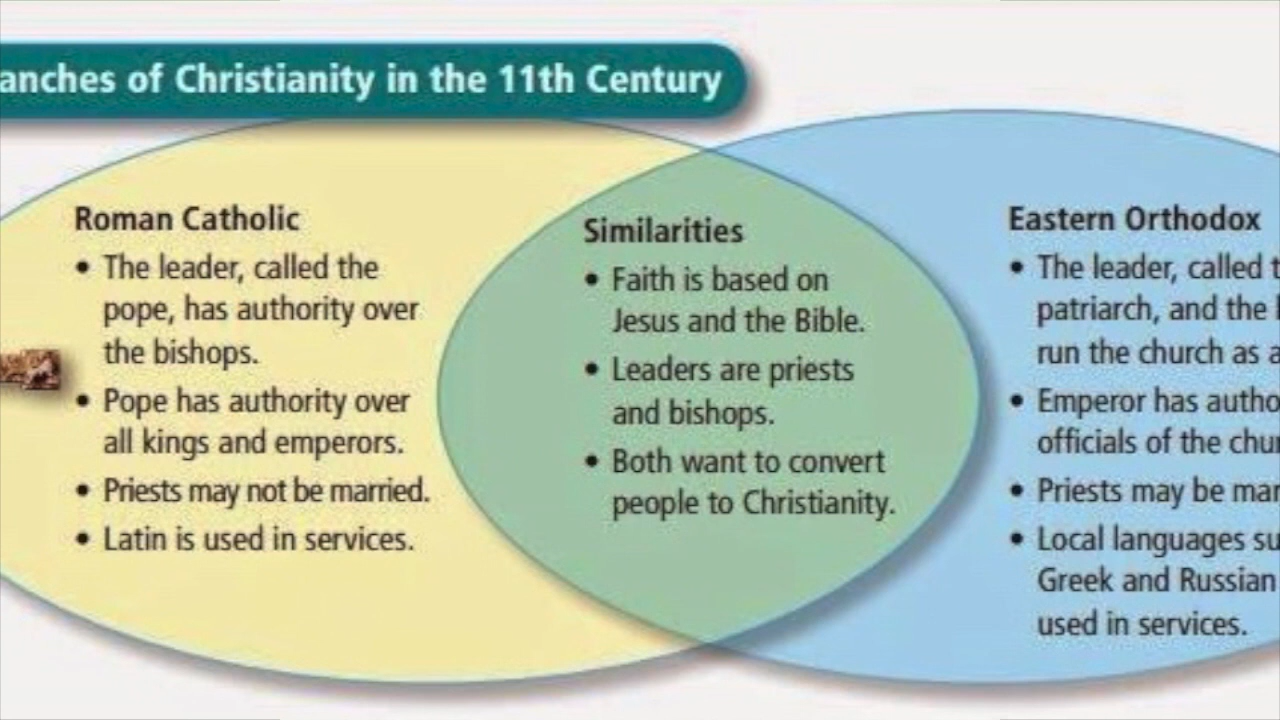 anches of Christianity in the 11th Century
Roman Catholic
• The leader, called the
pope, has authority over
the bishops.
• Pope has authority over
all kings and emperors.
• Priests may not be married.
• Latin is used in services.
Similarities
• Faith is based on
Jesus and the Bible.
• Leaders are priests
and bishops.
• Both want to convert
people to Christianity.
Eastern Orthodox
• The leader, called
patriarch, and the
run the church as
• Emperor has autho
officials of the chur
• Priests may be mar
• Local languages su
Greek and Russian
used in services.